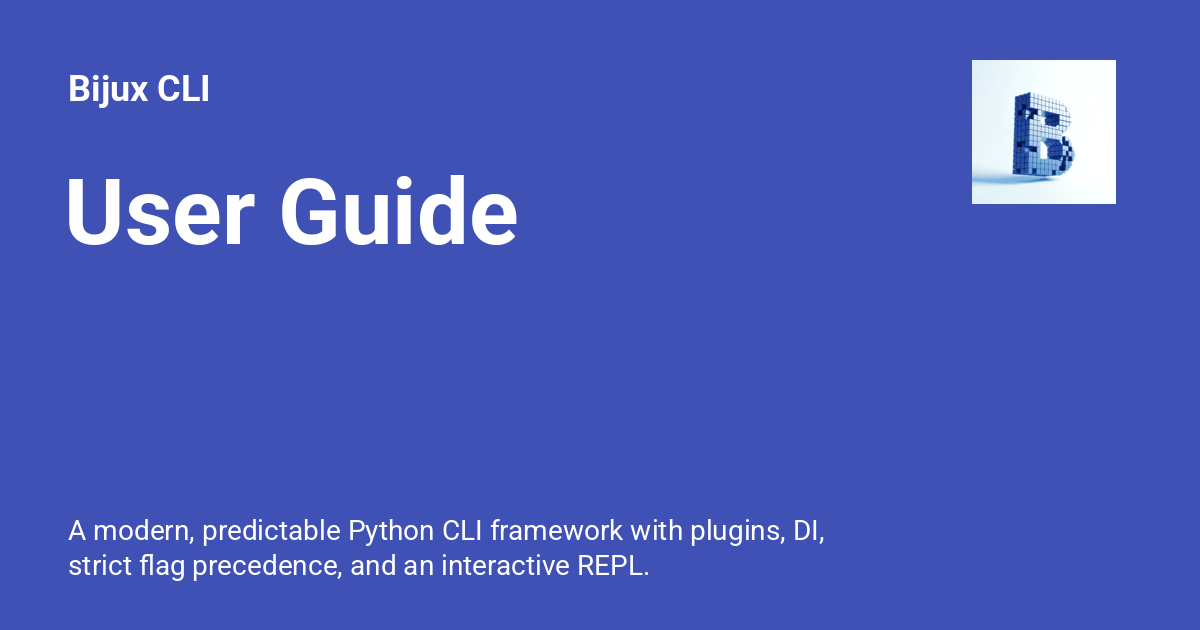 Bijux CLI
User Guide
B
A modern, predictable Python CLI framework with plugins, DI,
strict flag precedence, and an interactive REPL.